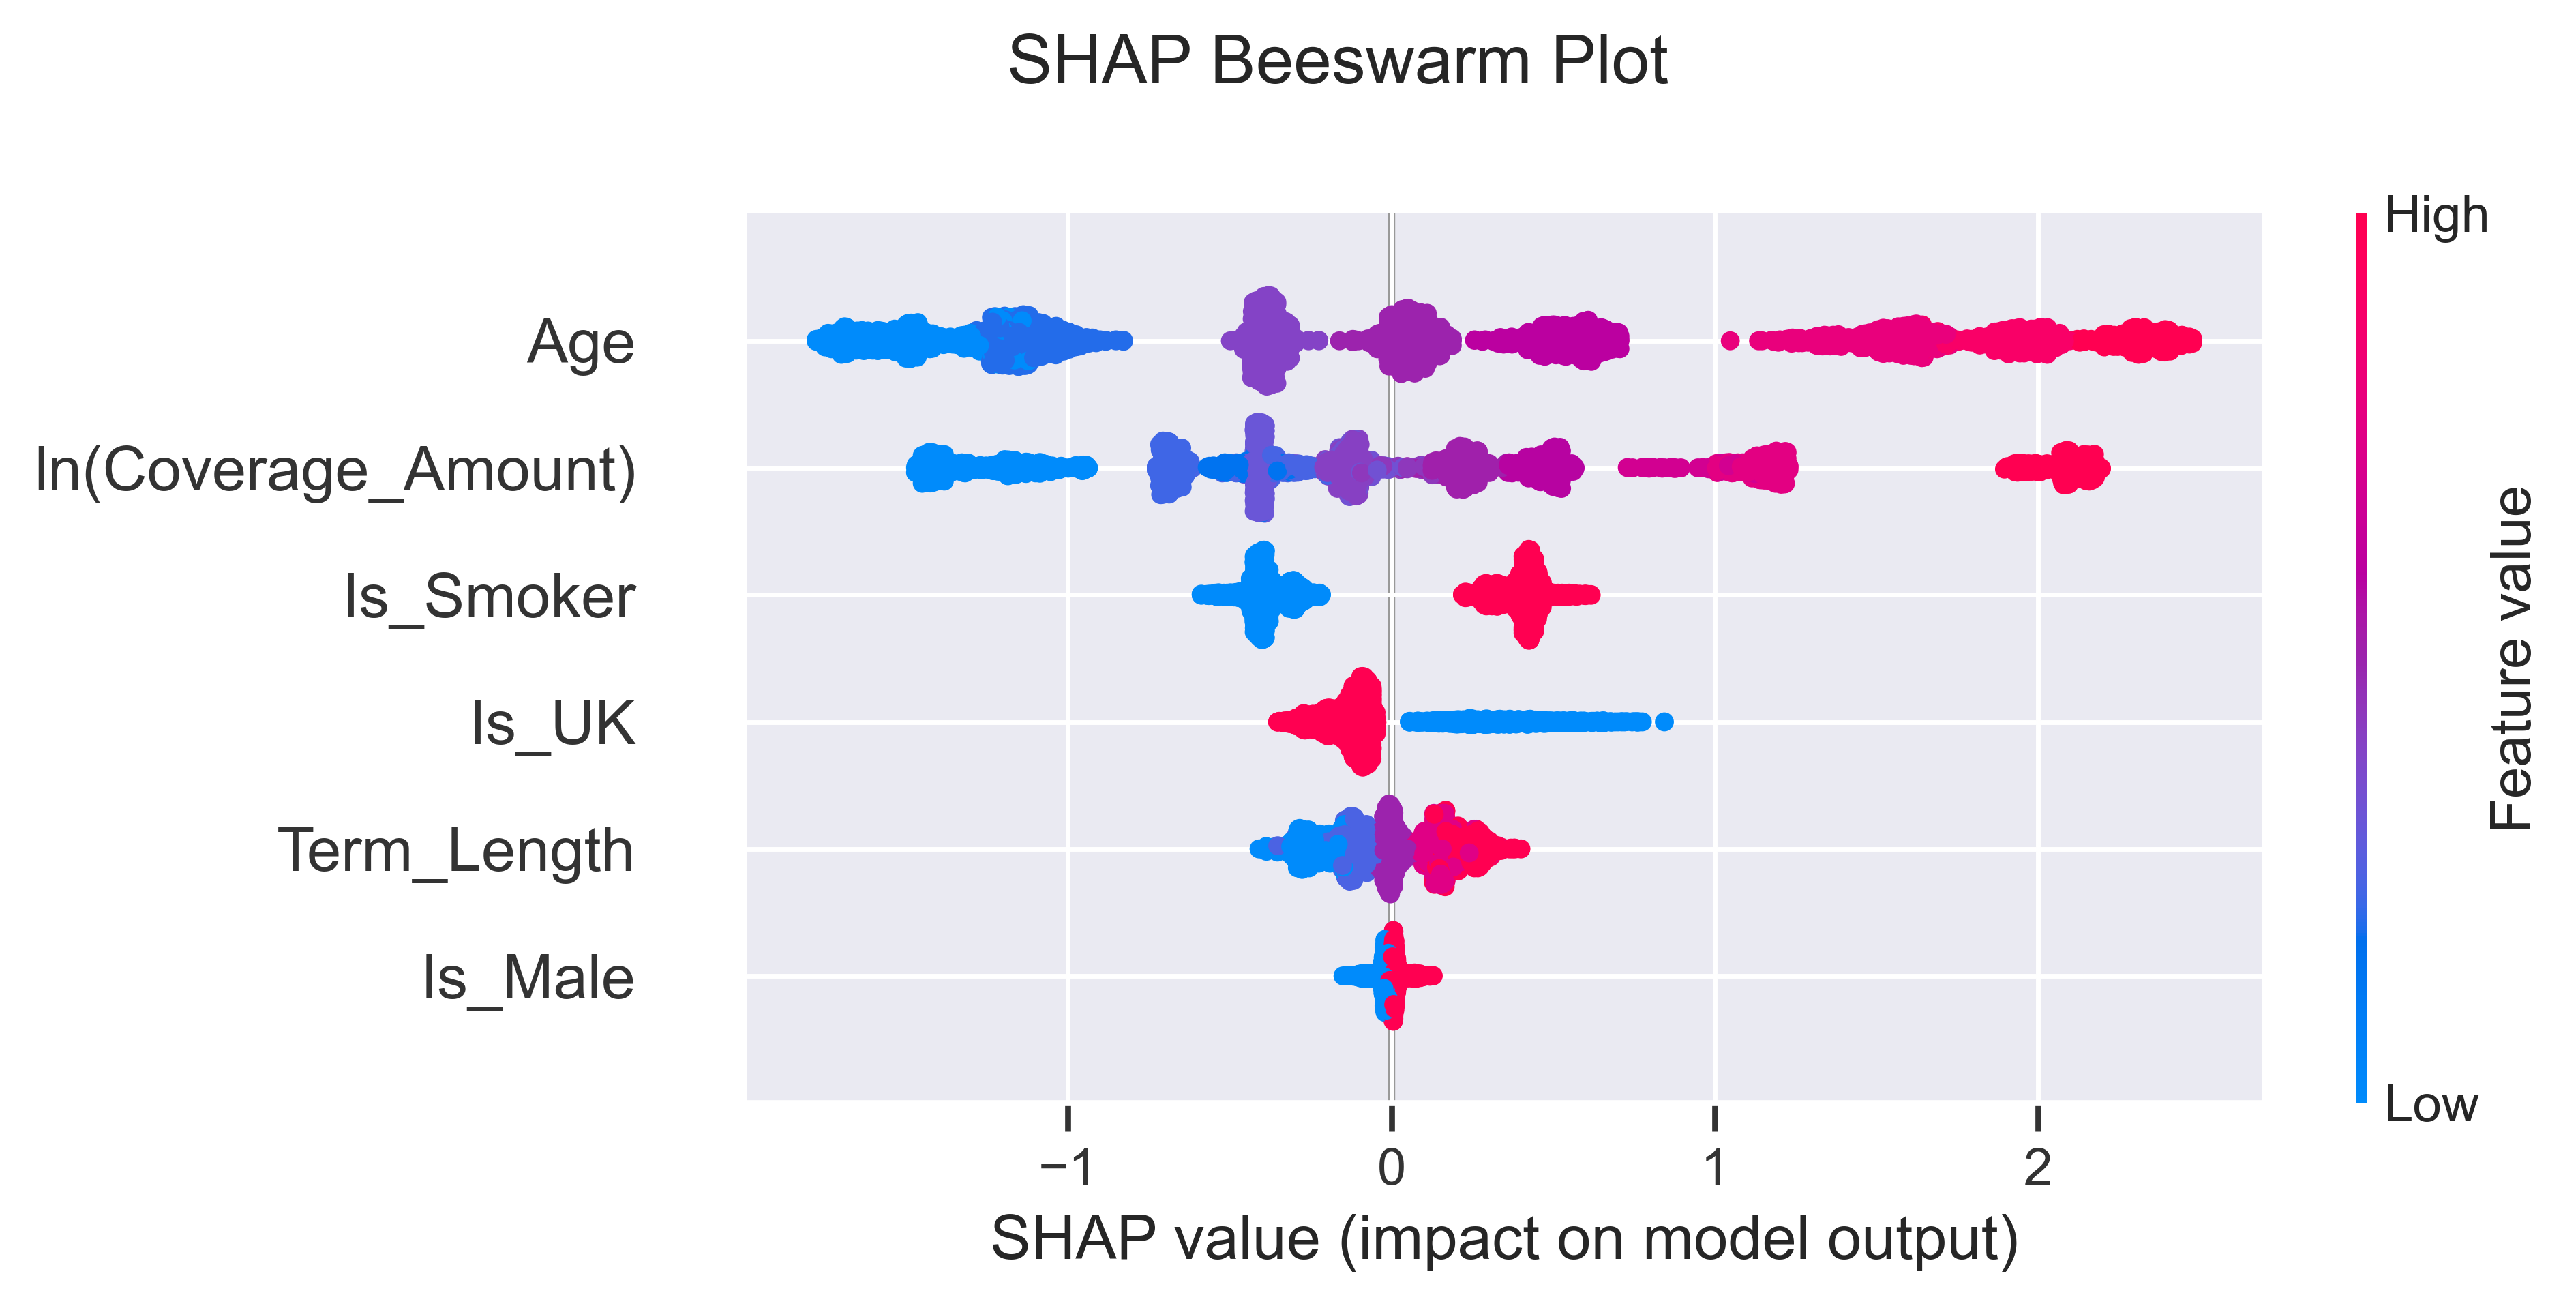 SHAP Beeswarm Plot
High
Age
ln(Coverage_Amount)
Is_Smoker
Is_UK
Term_Length
Is_Male
Feature value
Low
−1 0 1 2
SHAP value (impact on model output)